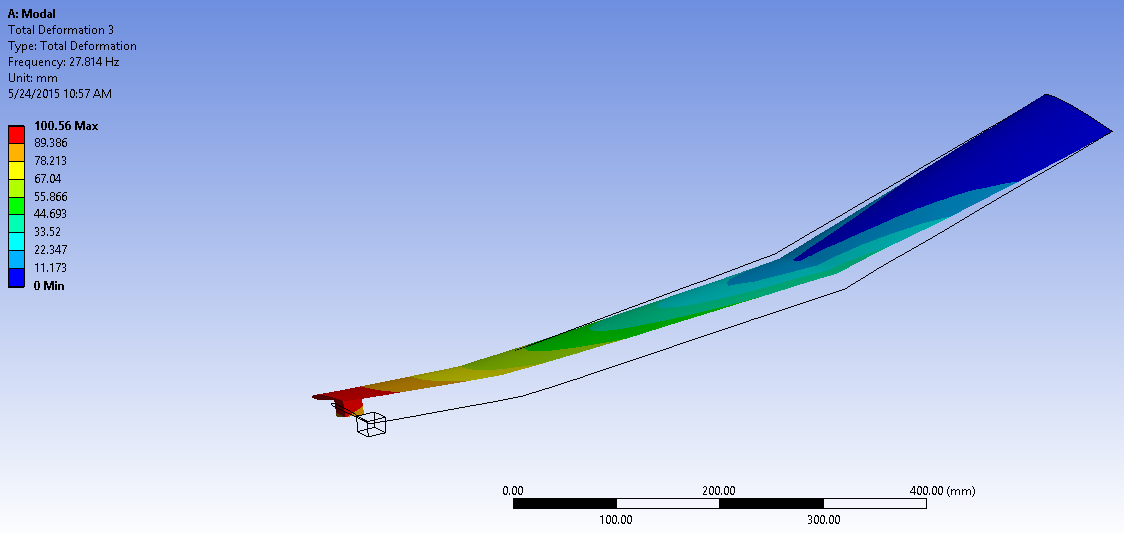 A: Modal
Total Deformation 3
Type: Total Deformation
Frequency: 27.814 Hz
Unit: mm
5/24/2015 10:57 AM
100.56 Max
89.386
78.213
67.04
55.866
44.693
33.52
22.347
11.173
0 Min
0.00 200.00 400.00 (mm)
100.00 300.00